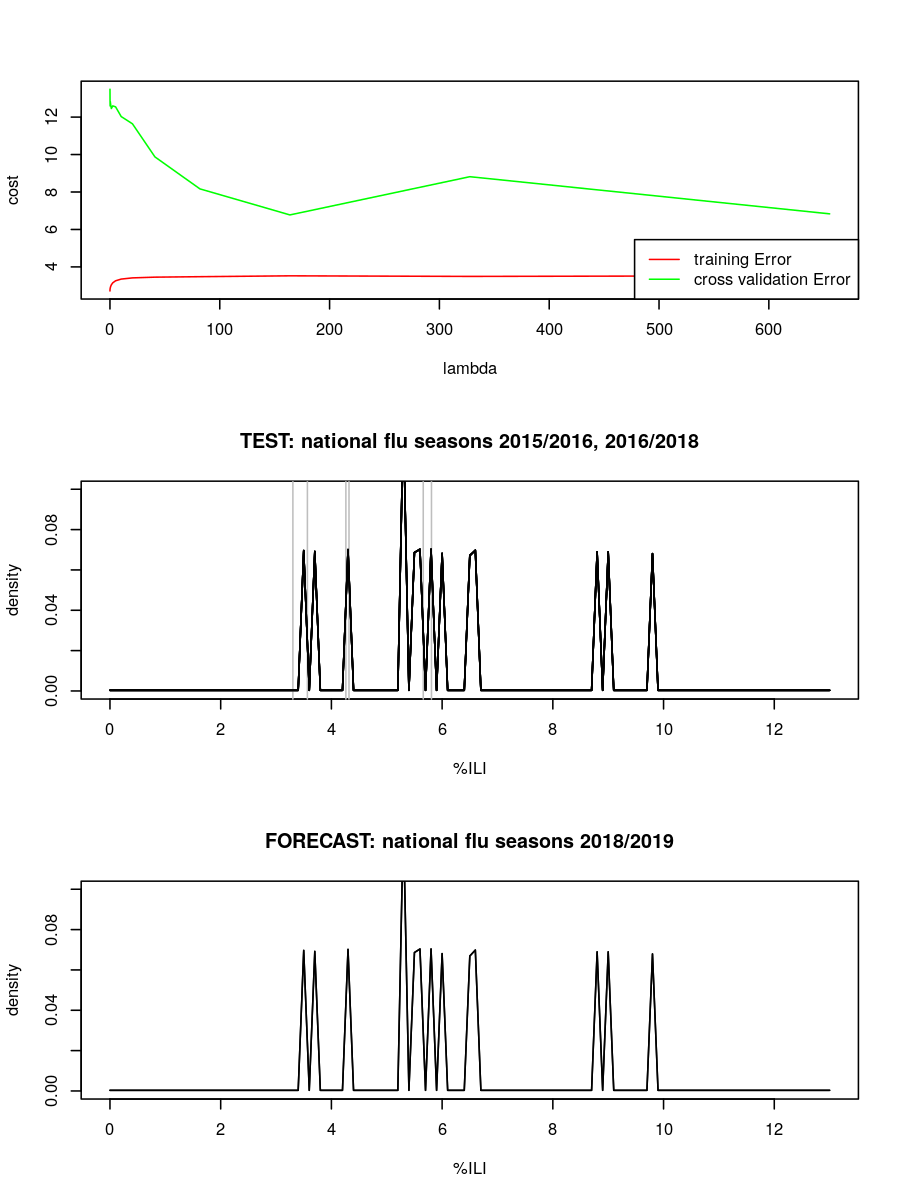 cost
12
10
8
6
4
training Error
cross validation Error
0 100 200 300 400 500 600
lambda
TEST: national flu seasons 2015/2016, 2016/2018
density
0.08
0.04
0.00
0 2 4 6 8 10 12
%ILI
FORECAST: national flu seasons 2018/2019
density
0.08
0.04
0.00
0 2 4 6 8 10 12
%ILI